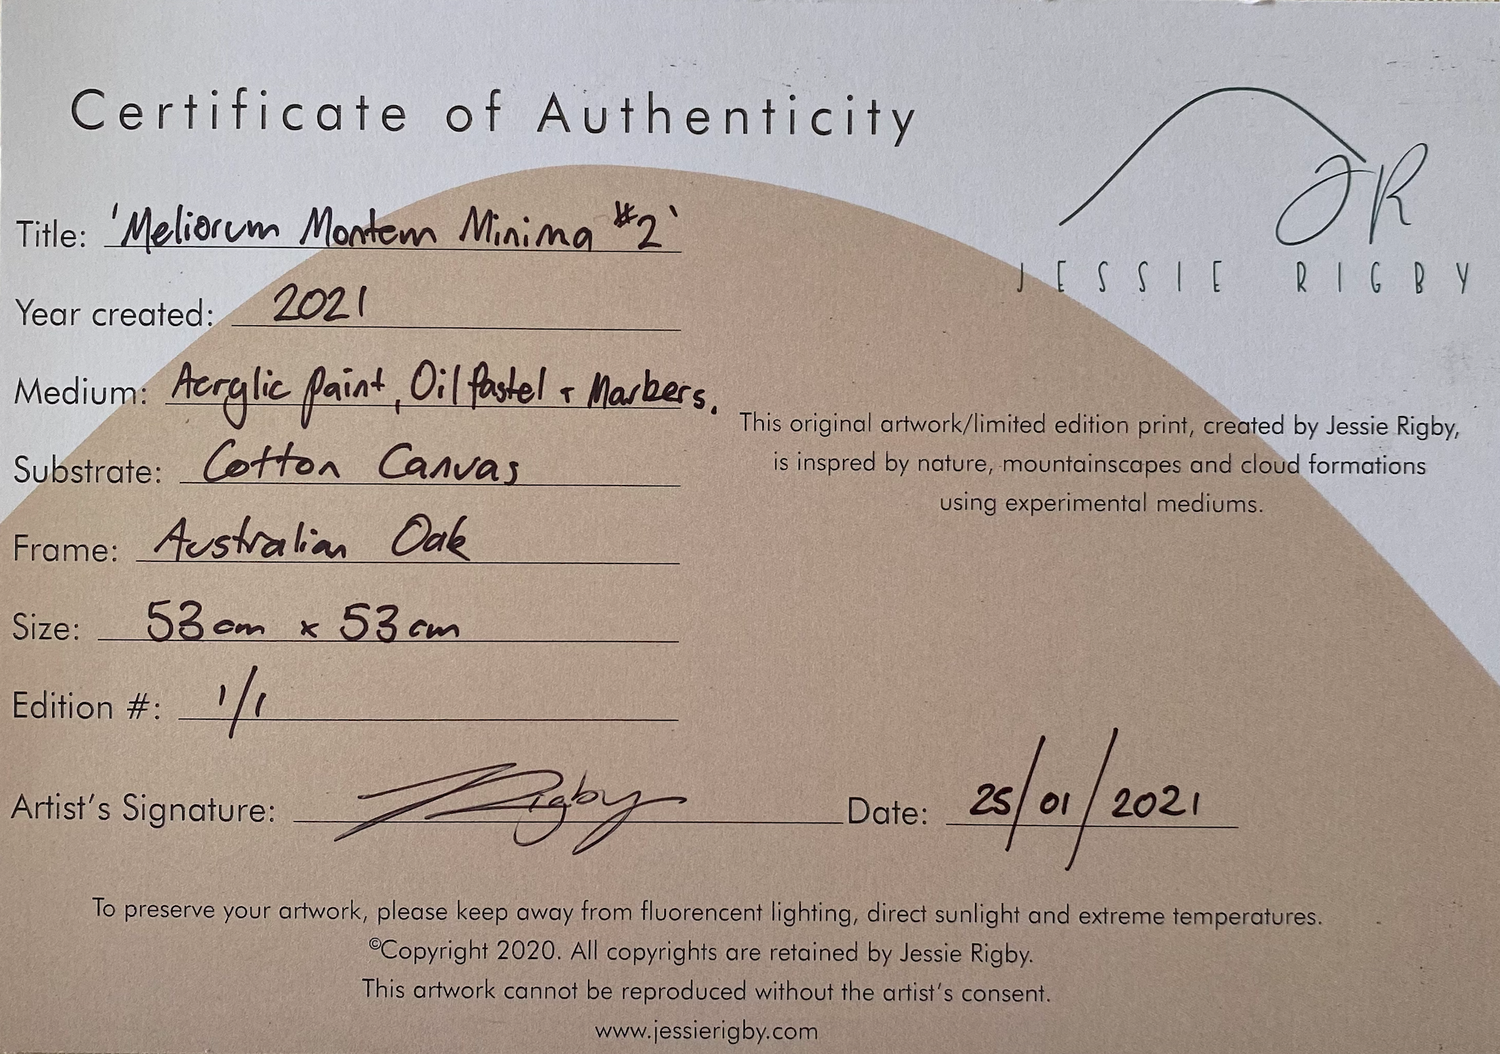 Certificate of Authenticity
JR
JESSIE RIGBY
Title: 'Meliorum Montem Minima #2'
Year created: 2021
Medium: Acrylic paint, Oil Pastel + Markers.
Substrate: Cotton Canvas
Frame: Australian Oak
Size: 53cm x 53cm
Edition #: 1/1
This original artwork/limited edition print, created by Jessie Rigby,
is inspred by nature, mountainscapes and cloud formations
using experimental mediums.
Artist's Signature: JRigby Date: 25/01/2021
To preserve your artwork, please keep away from fluorencent lighting, direct sunlight and extreme temperatures.
©Copyright 2020. All copyrights are retained by Jessie Rigby.
This artwork cannot be reproduced without the artist's consent.
www.jessierigby.com